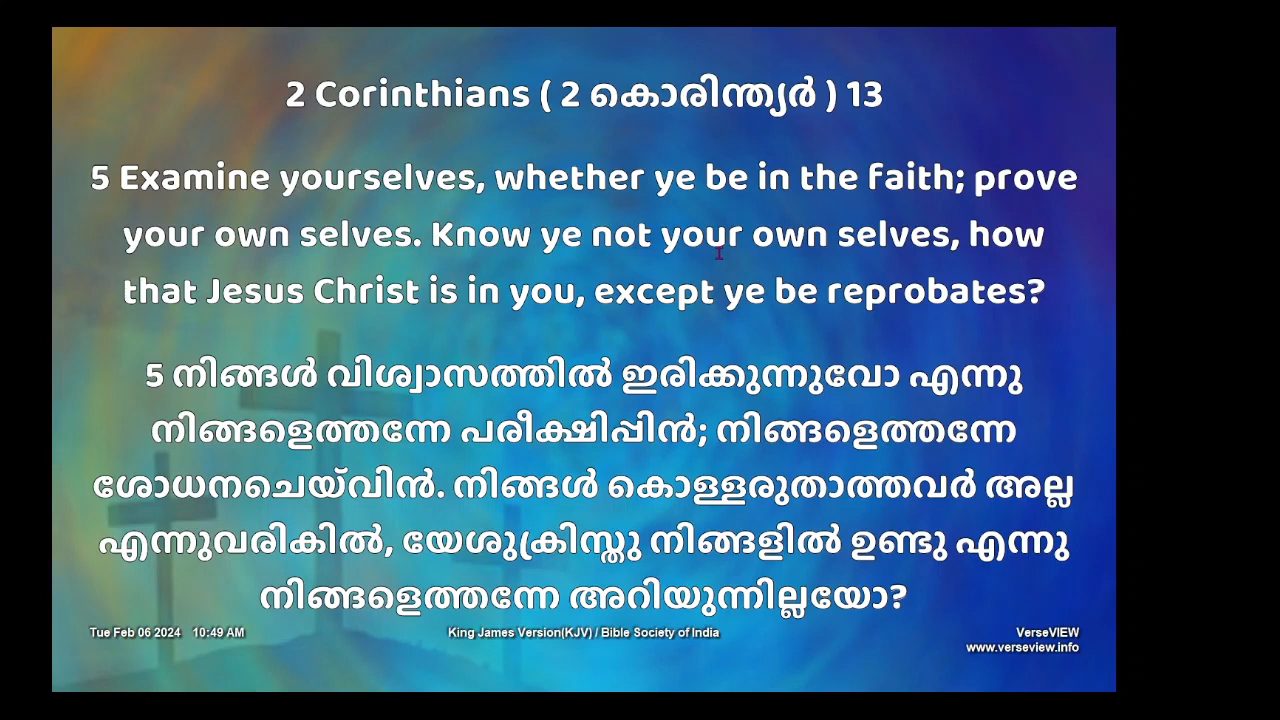 2 Corinthians ( 2 കൊരിന്ത്യർ ) 13
5 Examine yourselves, whether ye be in the faith; prove
your own selves. Know ye not your own selves, how
that Jesus Christ is in you, except ye be reprobates?
5 നിങ്ങൾ വിശ്വാസത്തിൽ ഇരിക്കുന്നുവോ എന്നു
നിങ്ങളെത്തന്നേ പരീക്ഷിപ്പിൻ; നിങ്ങളെത്തന്നേ
ശോധനചെയ്‌വിൻ. നിങ്ങൾ കൊള്ളരുതാത്തവർ അല്ല
എന്നുവരികിൽ, യേശുക്രിസ്തു നിങ്ങളിൽ ഉണ്ടു എന്നു
നിങ്ങളെത്തന്നേ അറിയുന്നില്ലയോ?
Tue Feb 06 2024 10:49 AM
King James Version(KJV) / Bible Society of India
VerseVIEW
www.verseview.info